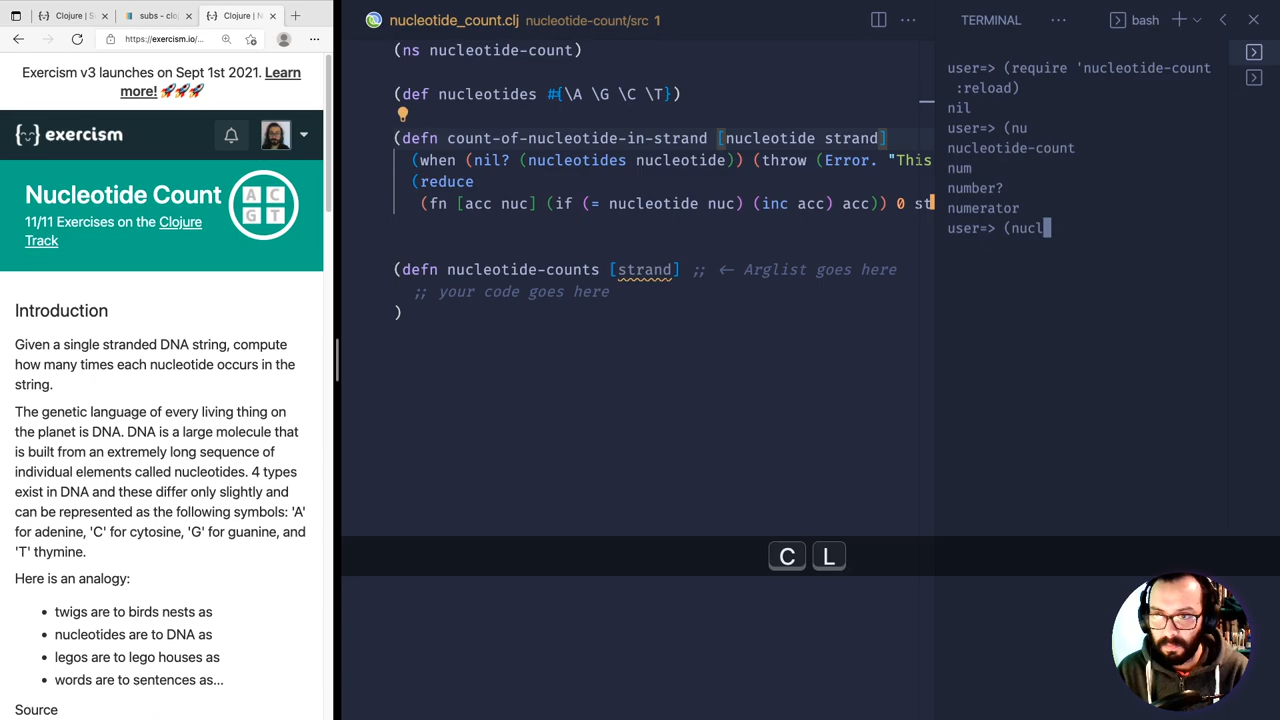 Clojure | S
subs - cloj
Clojure | N
https://exercism.io/...
Exercism v3 launches on Sept 1st 2021. Learn
more! 🚀🚀🚀
{ } exercism
Nucleotide Count
11/11 Exercises on the Clojure
Track
A C
G T
Introduction
Given a single stranded DNA string, compute
how many times each nucleotide occurs in the
string.
The genetic language of every living thing on
the planet is DNA. DNA is a large molecule that
is built from an extremely long sequence of
individual elements called nucleotides. 4 types
exist in DNA and these differ only slightly and
can be represented as the following symbols: 'A'
for adenine, 'C' for cytosine, 'G' for guanine, and
'T' thymine.
Here is an analogy:
• twigs are to birds nests as
• nucleotides are to DNA as
• legos are to lego houses as
• words are to sentences as...
Source
nucleotide_count.clj nucleotide-count/src 1
(ns nucleotide-count)
(def nucleotides #{\A \G \C \T})
(defn count-of-nucleotide-in-strand [nucleotide strand]
(when (nil? (nucleotides nucleotide)) (throw (Error. "This
(reduce
(fn [acc nuc] (if (= nucleotide nuc) (inc acc) acc)) 0 st
(defn nucleotide-counts [strand] ;; <- Arglist goes here
;; your code goes here
)
C L
TERMINAL
bash
user=> (require 'nucleotide-count
:reload)
nil
user=> (nu
nucleotide-count
num
number?
numerator
user=> (nucl